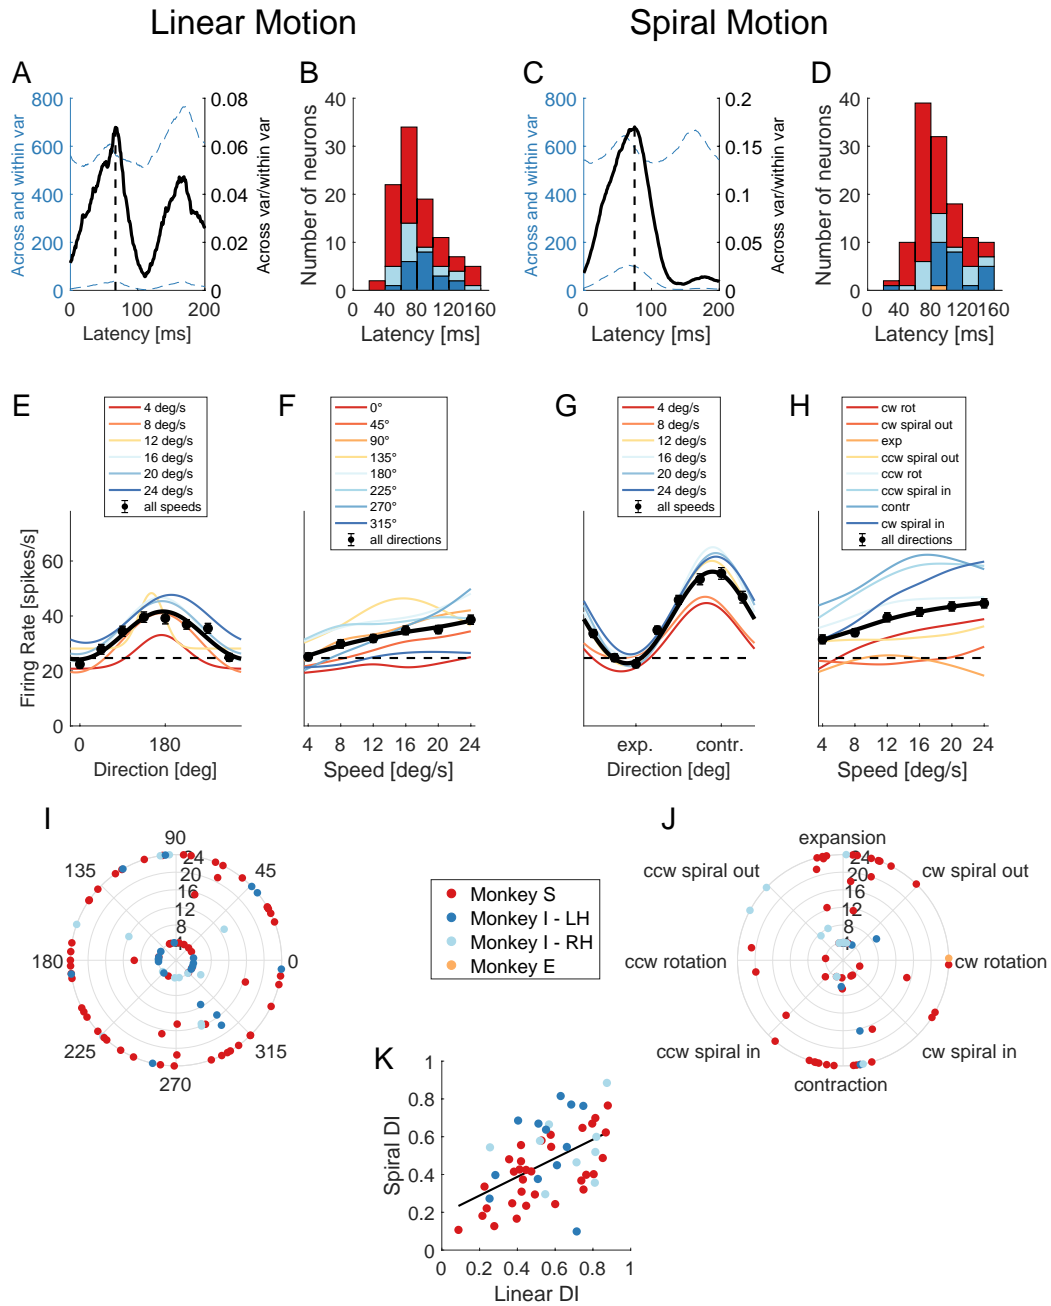 Linear Motion
Spiral Motion
A
B
C
D
800
600
400
200
0
Across and within var
0.08
0.06
0.04
0.02
0
Across var/within var
0
100
200
Latency [ms]
40
30
20
10
0
Number of neurons
40
80
120
160
Latency [ms]
800
600
400
200
0
Across and within var
0.2
0.15
0.1
0.05
0
Across var/within var
0
100
200
Latency [ms]
40
30
20
10
0
Number of neurons
40
80
120
160
Latency [ms]
E
4 deg/s
8 deg/s
12 deg/s
16 deg/s
20 deg/s
24 deg/s
all speeds
F
0°
45°
90°
135°
180°
225°
270°
315°
all directions
G
4 deg/s
8 deg/s
12 deg/s
16 deg/s
20 deg/s
24 deg/s
all speeds
H
cw rot
cw spiral out
exp
ccw spiral out
ccw rot
ccw spiral in
contr
cw spiral in
all directions
Firing Rate [spikes/s]
60
40
20
0
0
180
Direction [deg]
4
8
12
16
20
24
Speed [deg/s]
exp.
contr.
Direction [deg]
4
8
12
16
20
24
Speed [deg/s]
I
90
135
45
180
0
225
315
270
24
20
16
12
8
4
Monkey S
Monkey I - LH
Monkey I - RH
Monkey E
J
expansion
ccw spiral out
cw spiral out
ccw rotation
cw rotation
ccw spiral in
cw spiral in
contraction
24
20
16
12
8
4
K
1
0.8
0.6
0.4
0.2
0
Spiral DI
0
0.2
0.4
0.6
0.8
1
Linear DI